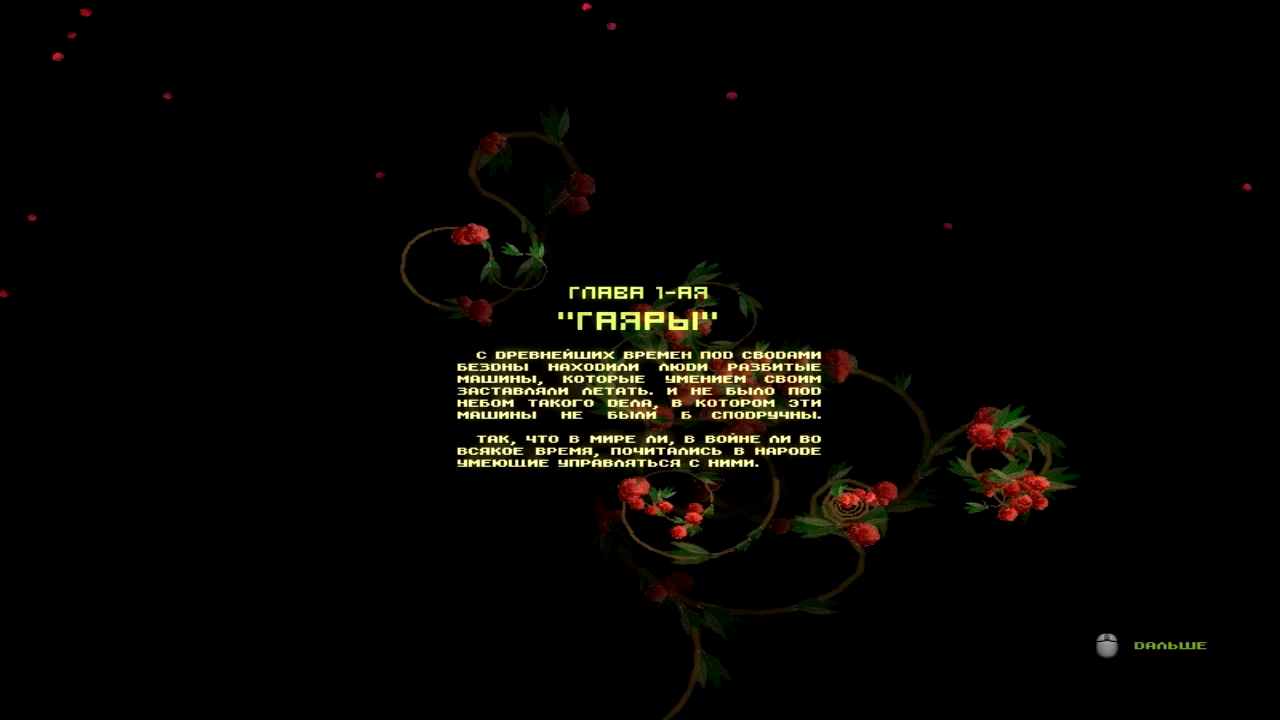 ГЛАВА 1-АЯ
"ГАЯРЫ"
С ДРЕВНЕЙШИХ ВРЕМЕН ПОД СВОДАМИ
БЕЗДНЫ НАХОДИЛИ ЛЮДИ РАЗБИТЫЕ
МАШИНЫ, КОТОРЫЕ УМЕНИЕМ СВОИМ
ЗАСТАВЛЯЛИ ЛЕТАТЬ. И НЕ БЫЛО ПОД
НЕБОМ ТАКОГО ДЕЛА, В КОТОРОМ ЭТИ
МАШИНЫ НЕ БЫЛИ Б СПОДРУЧНЫ.
ТАК, ЧТО В МИРЕ ЛИ, В ВОЙНЕ ЛИ ВО
ВСЯКОЕ ВРЕМЯ, ПОЧИТАЛИСЬ В НАРОДЕ
УМЕЮЩИЕ УПРАВЛЯТЬСЯ С НИМИ.
ДАЛЬШЕ